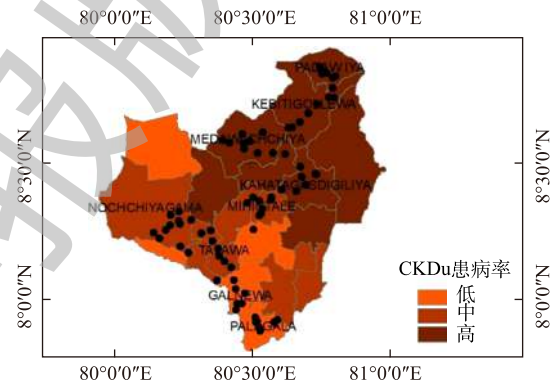 80°0′0″E 80°30′0″E 81°0′0″E
PADAWIYA
KEBITIGOLLEWA
8°30′0″N
8°30′0″N
KAHATAGASDIGILIYA
MIHINTALE
NOCHCHIYAGAMA
TALAWA
CKDu患病率
GALNEWA
低
8°0′0″N
中
8°0′0″N
高
PALAGALA
80°0′0″E 80°30′0″E 81°0′0″E